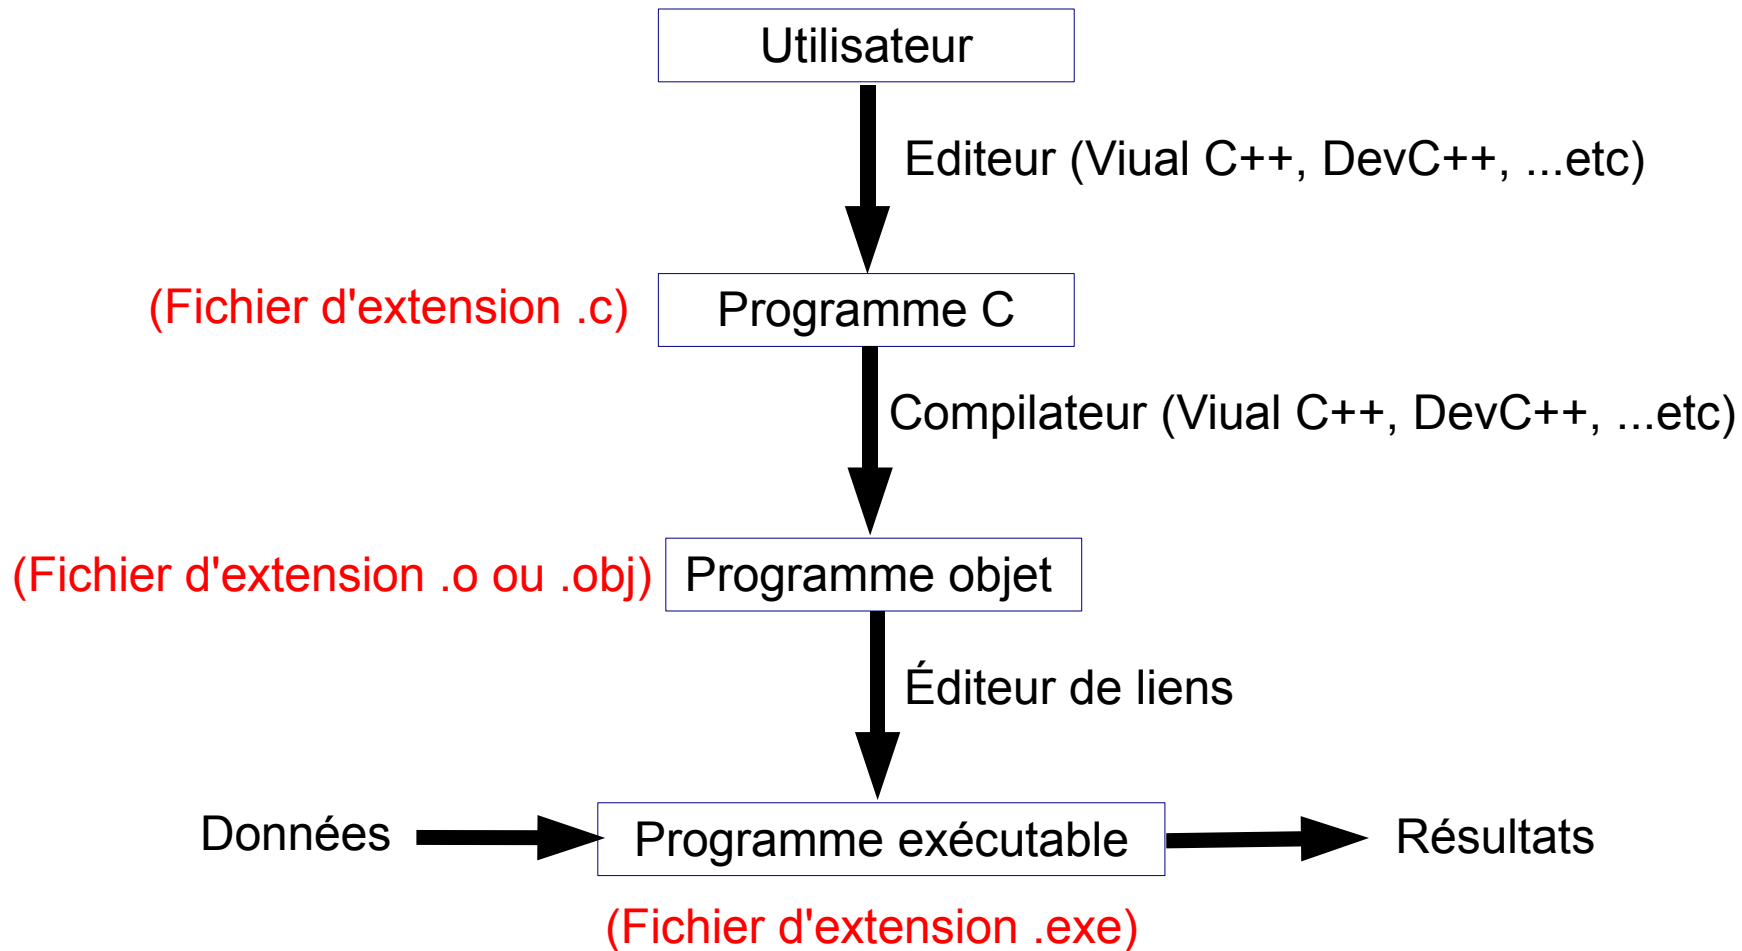 Utilisateur
Editeur (Viual C++, DevC++, ...etc)
(Fichier d'extension .c)
Programme C
Compilateur (Viual C++, DevC++, ...etc)
(Fichier d'extension .o ou .obj)
Programme objet
Éditeur de liens
Données
Programme exécutable
Résultats
(Fichier d'extension .exe)